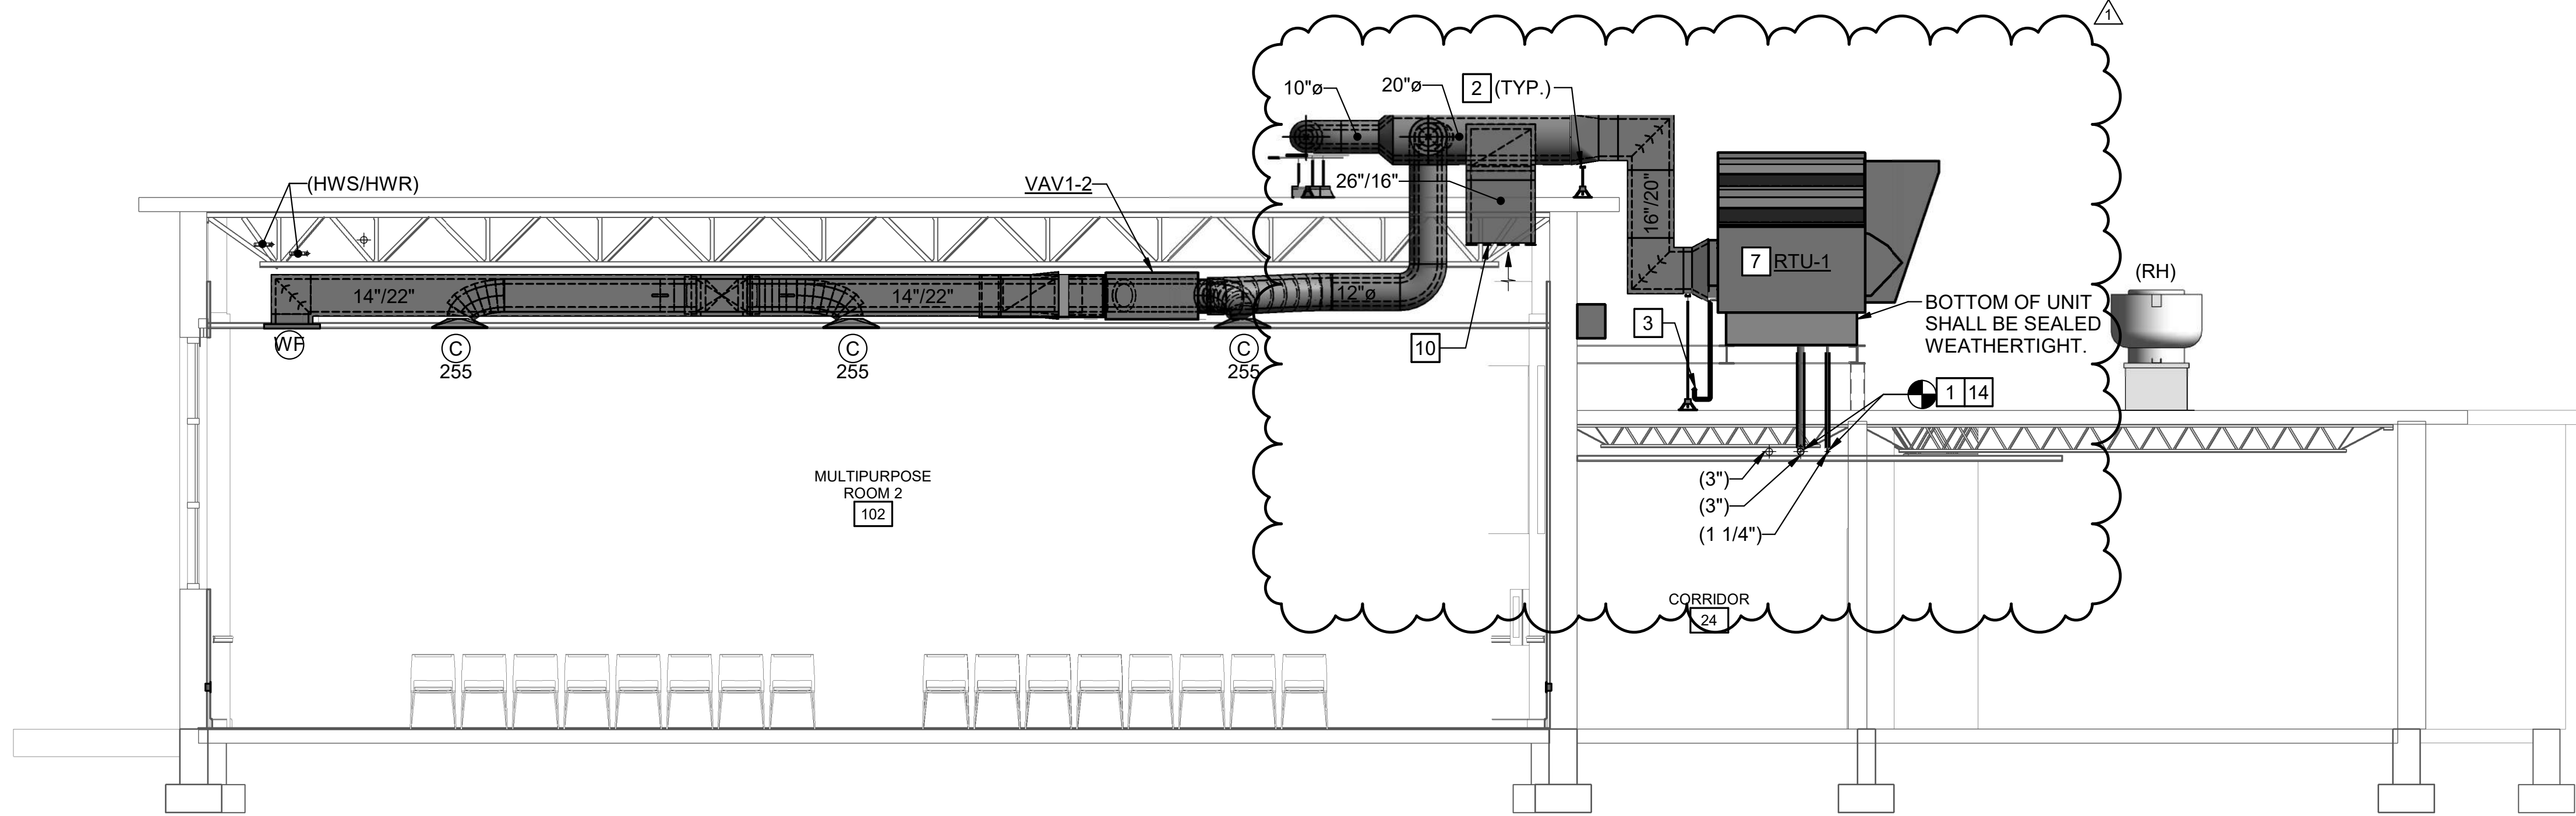 1
10"ø
20"ø
2 (TYP.)
(HWS/HWR)
VAV1-2
26"/16"
16"/20"
7 RTU-1
(RH)
14"/22"
14"/22"
12"ø
BOTTOM OF UNIT
SHALL BE SEALED
WEATHERTIGHT.
3
10
WF
C
255
C
255
C
255
1 14
MULTIPURPOSE
ROOM 2
102
(3")
(3")
(1 1/4")
CORRIDOR
24